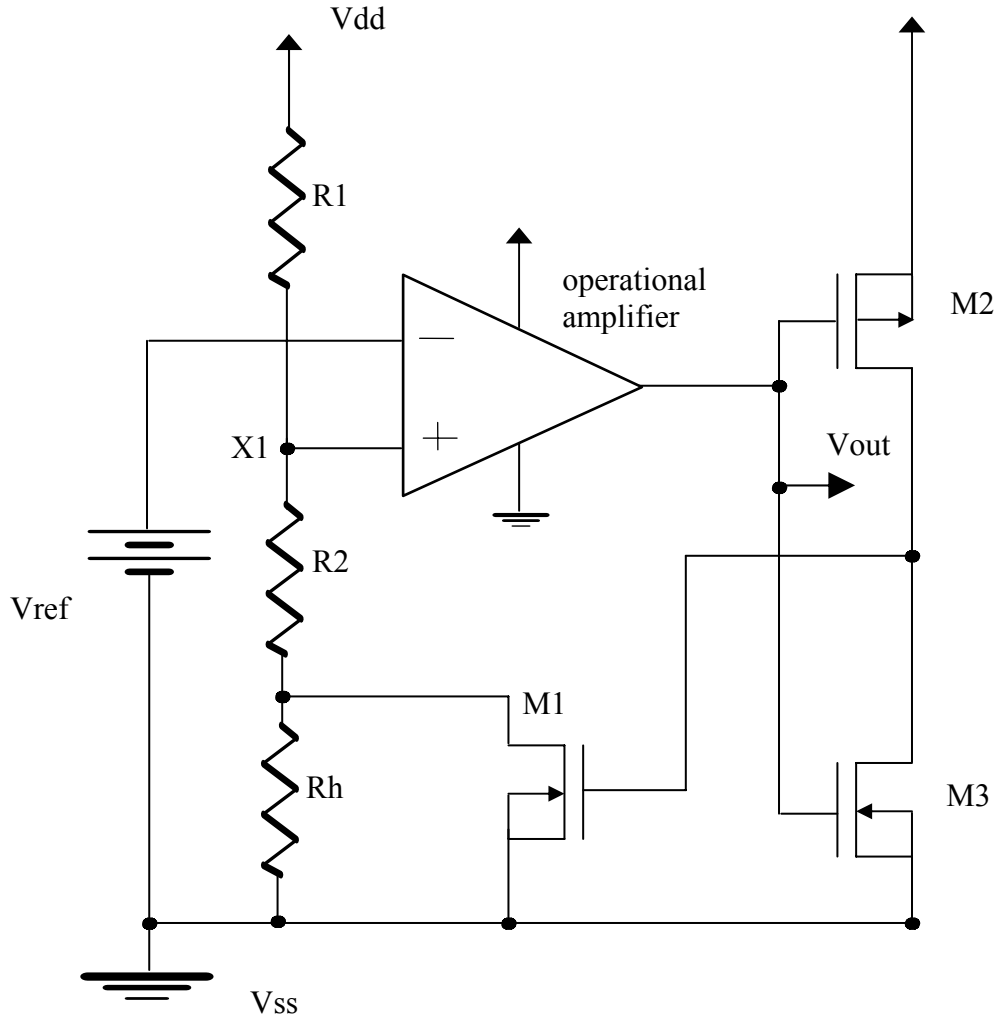 Vdd
R1
operational
amplifier
M2
X1
Vout
R2
Vref
M1
Rh
M3
Vss